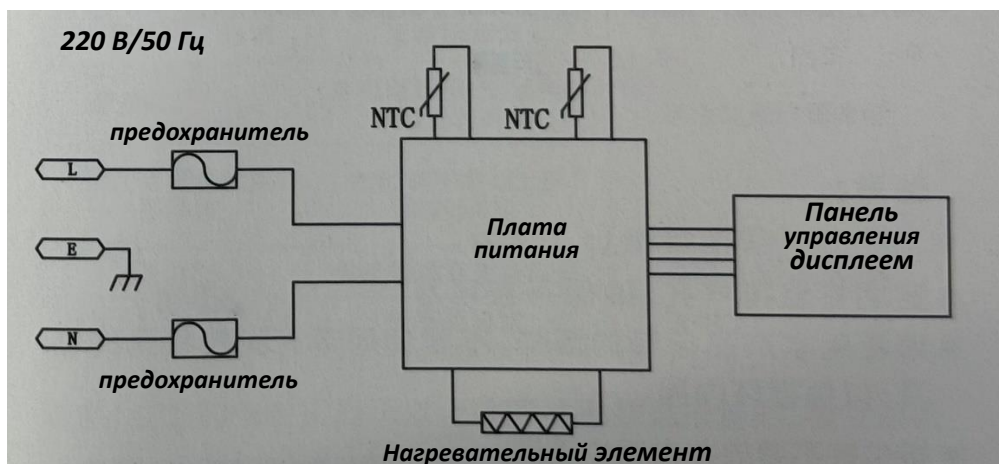 220 В/50 Гц
NTC
NTC
предохранитель
L
Плата
питания
Панель
управления
дисплеем
E
N
предохранитель
Нагревательный элемент